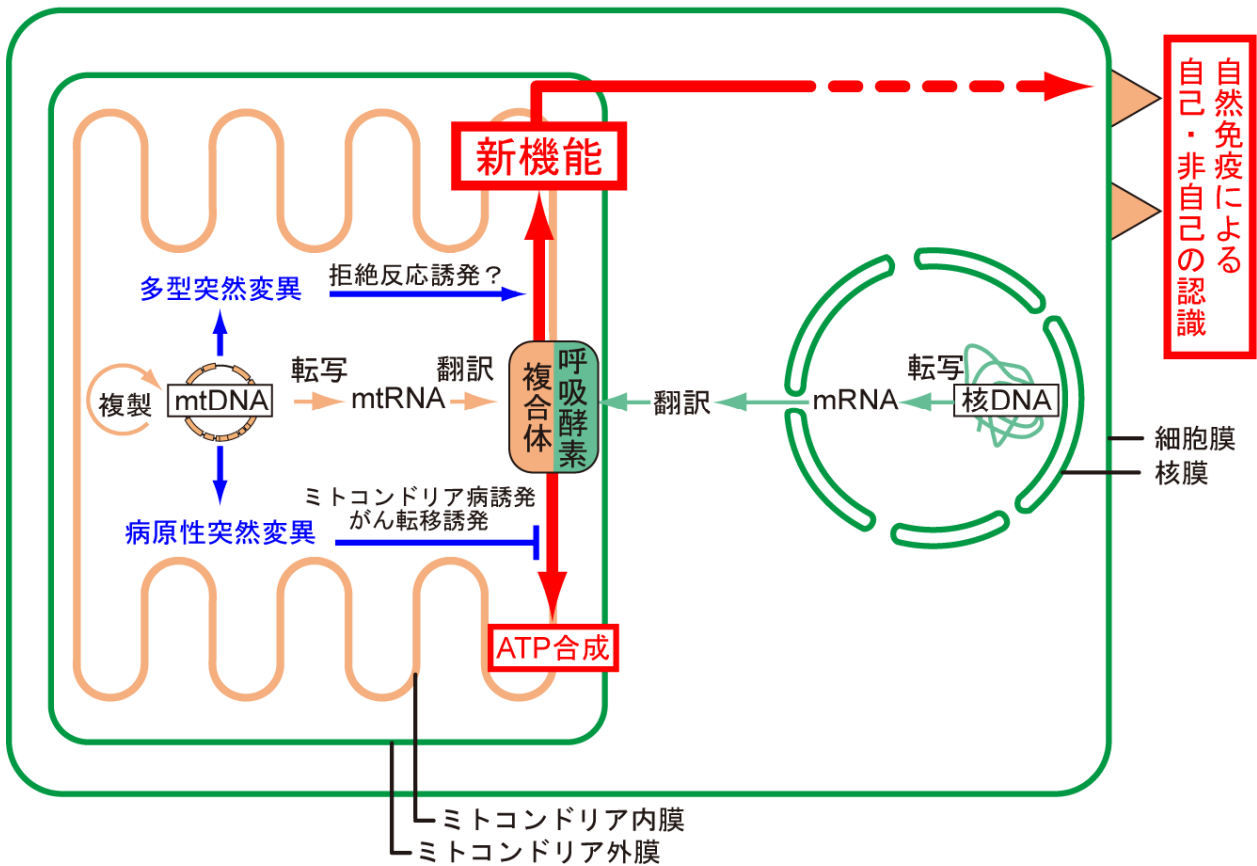 新機能
自然免疫による
自己・非自己の認識
多型突然変異
拒絶反応誘発？
複製
mtDNA
転写
mtRNA
翻訳
複合体
呼吸酵素
翻訳
mRNA
転写
核DNA
細胞膜
核膜
病原性突然変異
ミトコンドリア病誘発
がん転移誘発
ATP合成
ミトコンドリア内膜
ミトコンドリア外膜